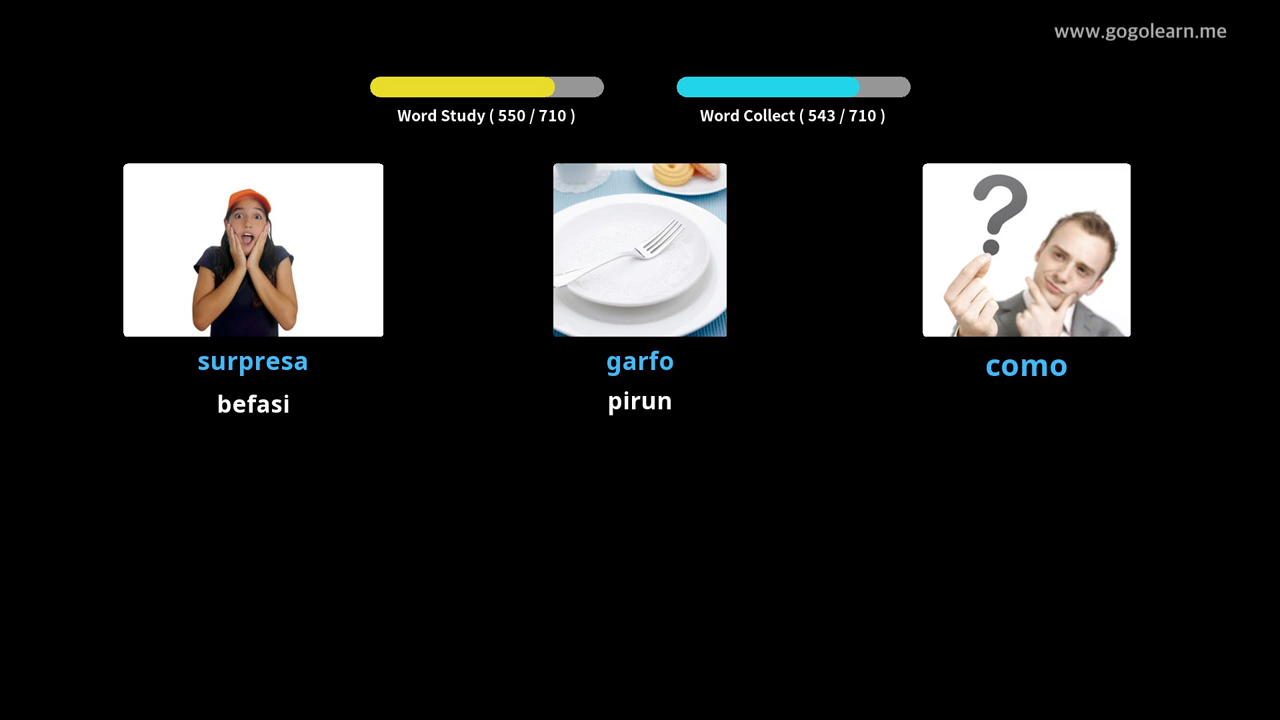 www.gogolearn.me
Word Study ( 550 / 710 )
Word Collect ( 543 / 710 )
surpresa
befasi
garfo
pirun
como